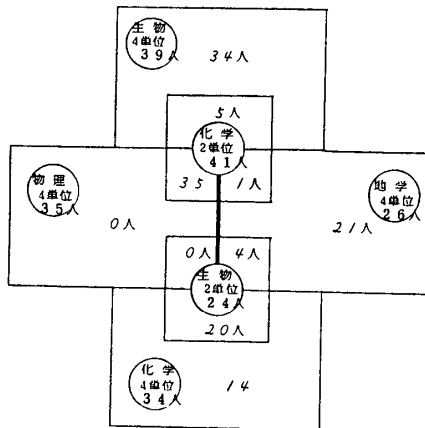 生物
4単位
39人
34人
5人
化学
2単位
41人
35
1人
物理
4単位
35人
0人
地学
4単位
26人
21人
0人
4人
生物
2単位
24人
20人
化学
4単位
34人
14